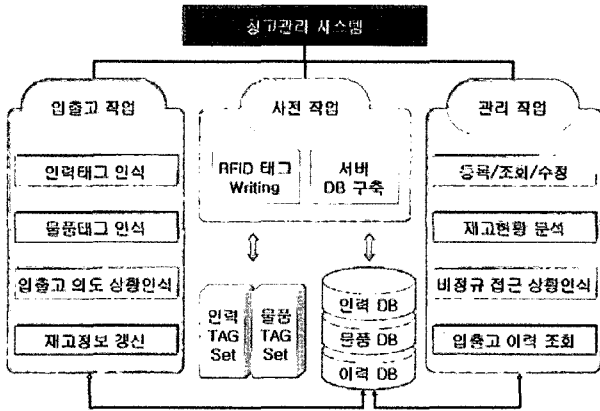 창고관리 시스템
입출고 작업
사전 작업
관리 작업
인력태그 인식
물품태그 인식
입출고 의도 상황인식
재고정보 갱신
RFID 태그
Writing
서버
DB 구축
인력
TAG
Set
물품
TAG
Set
인력 DB
물품 DB
이력 DB
등록/조회/수정
재고현황 분석
비정규 접근 상황인식
입출고 이력 조회